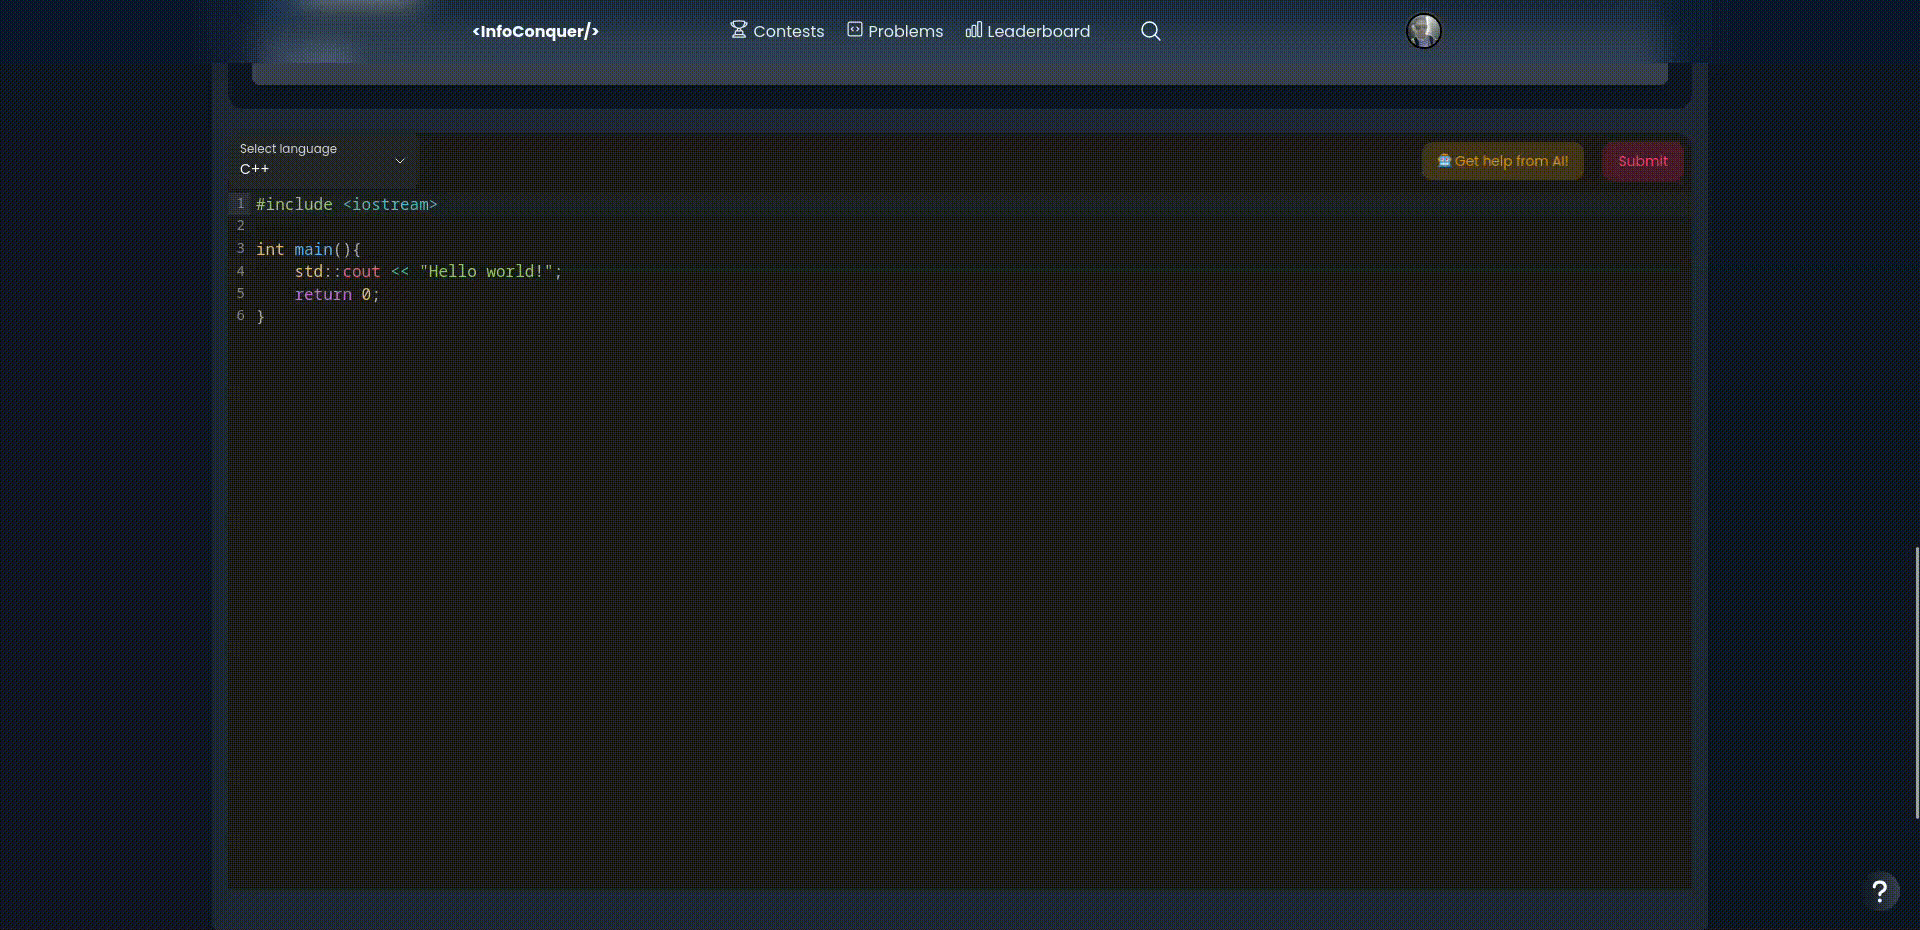 <InfoConquer/> Contests Problems Leaderboard
Select language
C++
Get help from AI! Submit
1 #include <iostream>
2
3 int main(){
4     std::cout << "Hello world!";
5     return 0;
6 }
?